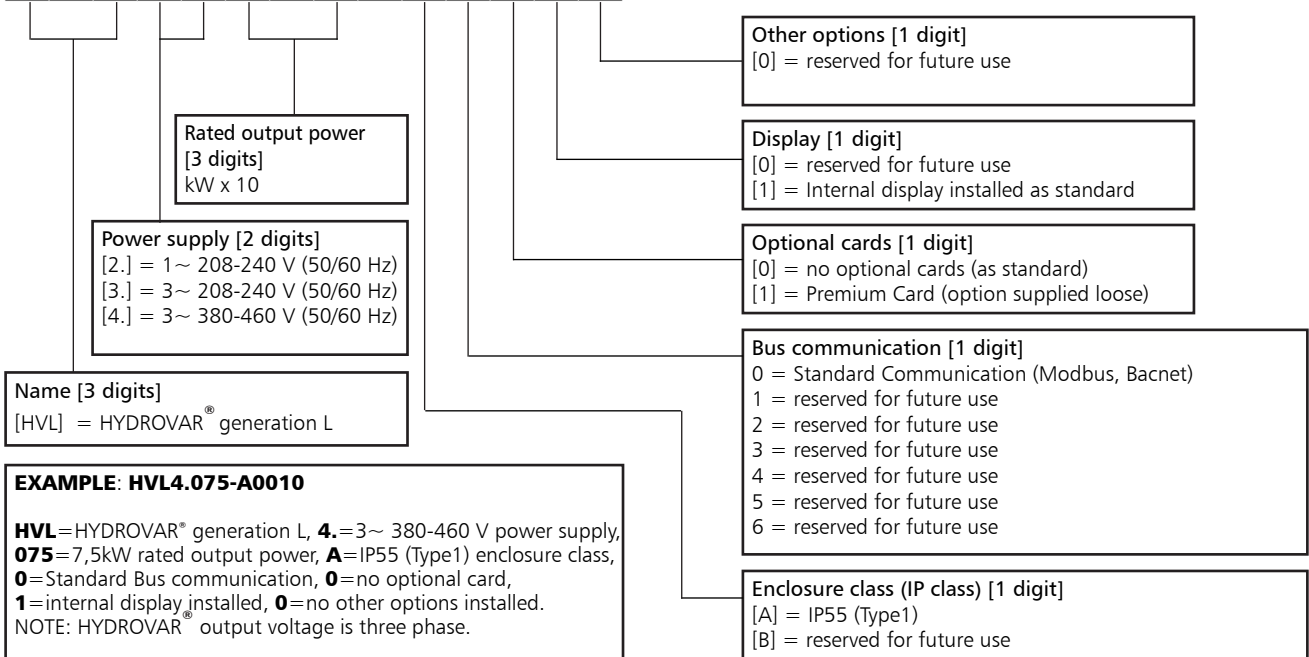 Other options [1 digit]
[0] = reserved for future use
Rated output power
[3 digits]
kW x 10
Display [1 digit]
[0] = reserved for future use
[1] = Internal display installed as standard
Power supply [2 digits]
[2.] = 1~ 208-240 V (50/60 Hz)
[3.] = 3~ 208-240 V (50/60 Hz)
[4.] = 3~ 380-460 V (50/60 Hz)
Optional cards [1 digit]
[0] = no optional cards (as standard)
[1] = Premium Card (option supplied loose)
Bus communication [1 digit]
0 = Standard Communication (Modbus, Bacnet)
1 = reserved for future use
2 = reserved for future use
3 = reserved for future use
4 = reserved for future use
5 = reserved for future use
6 = reserved for future use
Name [3 digits]
[HVL] = HYDROVAR® generation L
EXAMPLE: HVL4.075-A0010
HVL=HYDROVAR® generation L, 4.=3~ 380-460 V power supply,
075=7,5kW rated output power, A=IP55 (Type1) enclosure class,
0=Standard Bus communication, 0=no optional card,
1=internal display installed, 0=no other options installed.
NOTE: HYDROVAR® output voltage is three phase.
Enclosure class (IP class) [1 digit]
[A] = IP55 (Type1)
[B] = reserved for future use